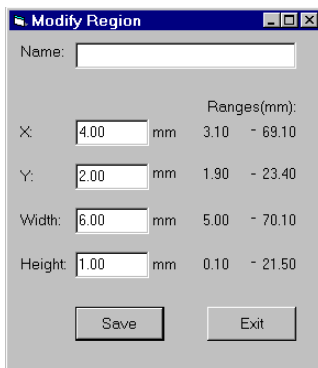 Modify Region
Name:
Ranges(mm):
X: 4.00 mm 3.10 - 69.10
Y: 2.00 mm 1.90 - 23.40
Width: 6.00 mm 5.00 - 70.10
Height: 1.00 mm 0.10 - 21.50
Save Exit